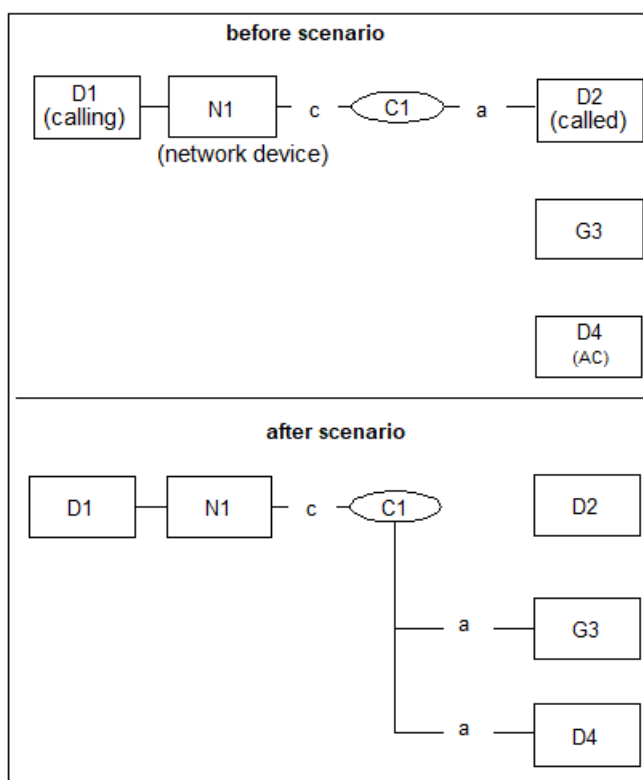 before scenario
D1
(calling)
N1
c
C1
a
D2
(called)
(network device)
G3
D4
(AC)
after scenario
D1
N1
c
C1
D2
a
G3
a
D4